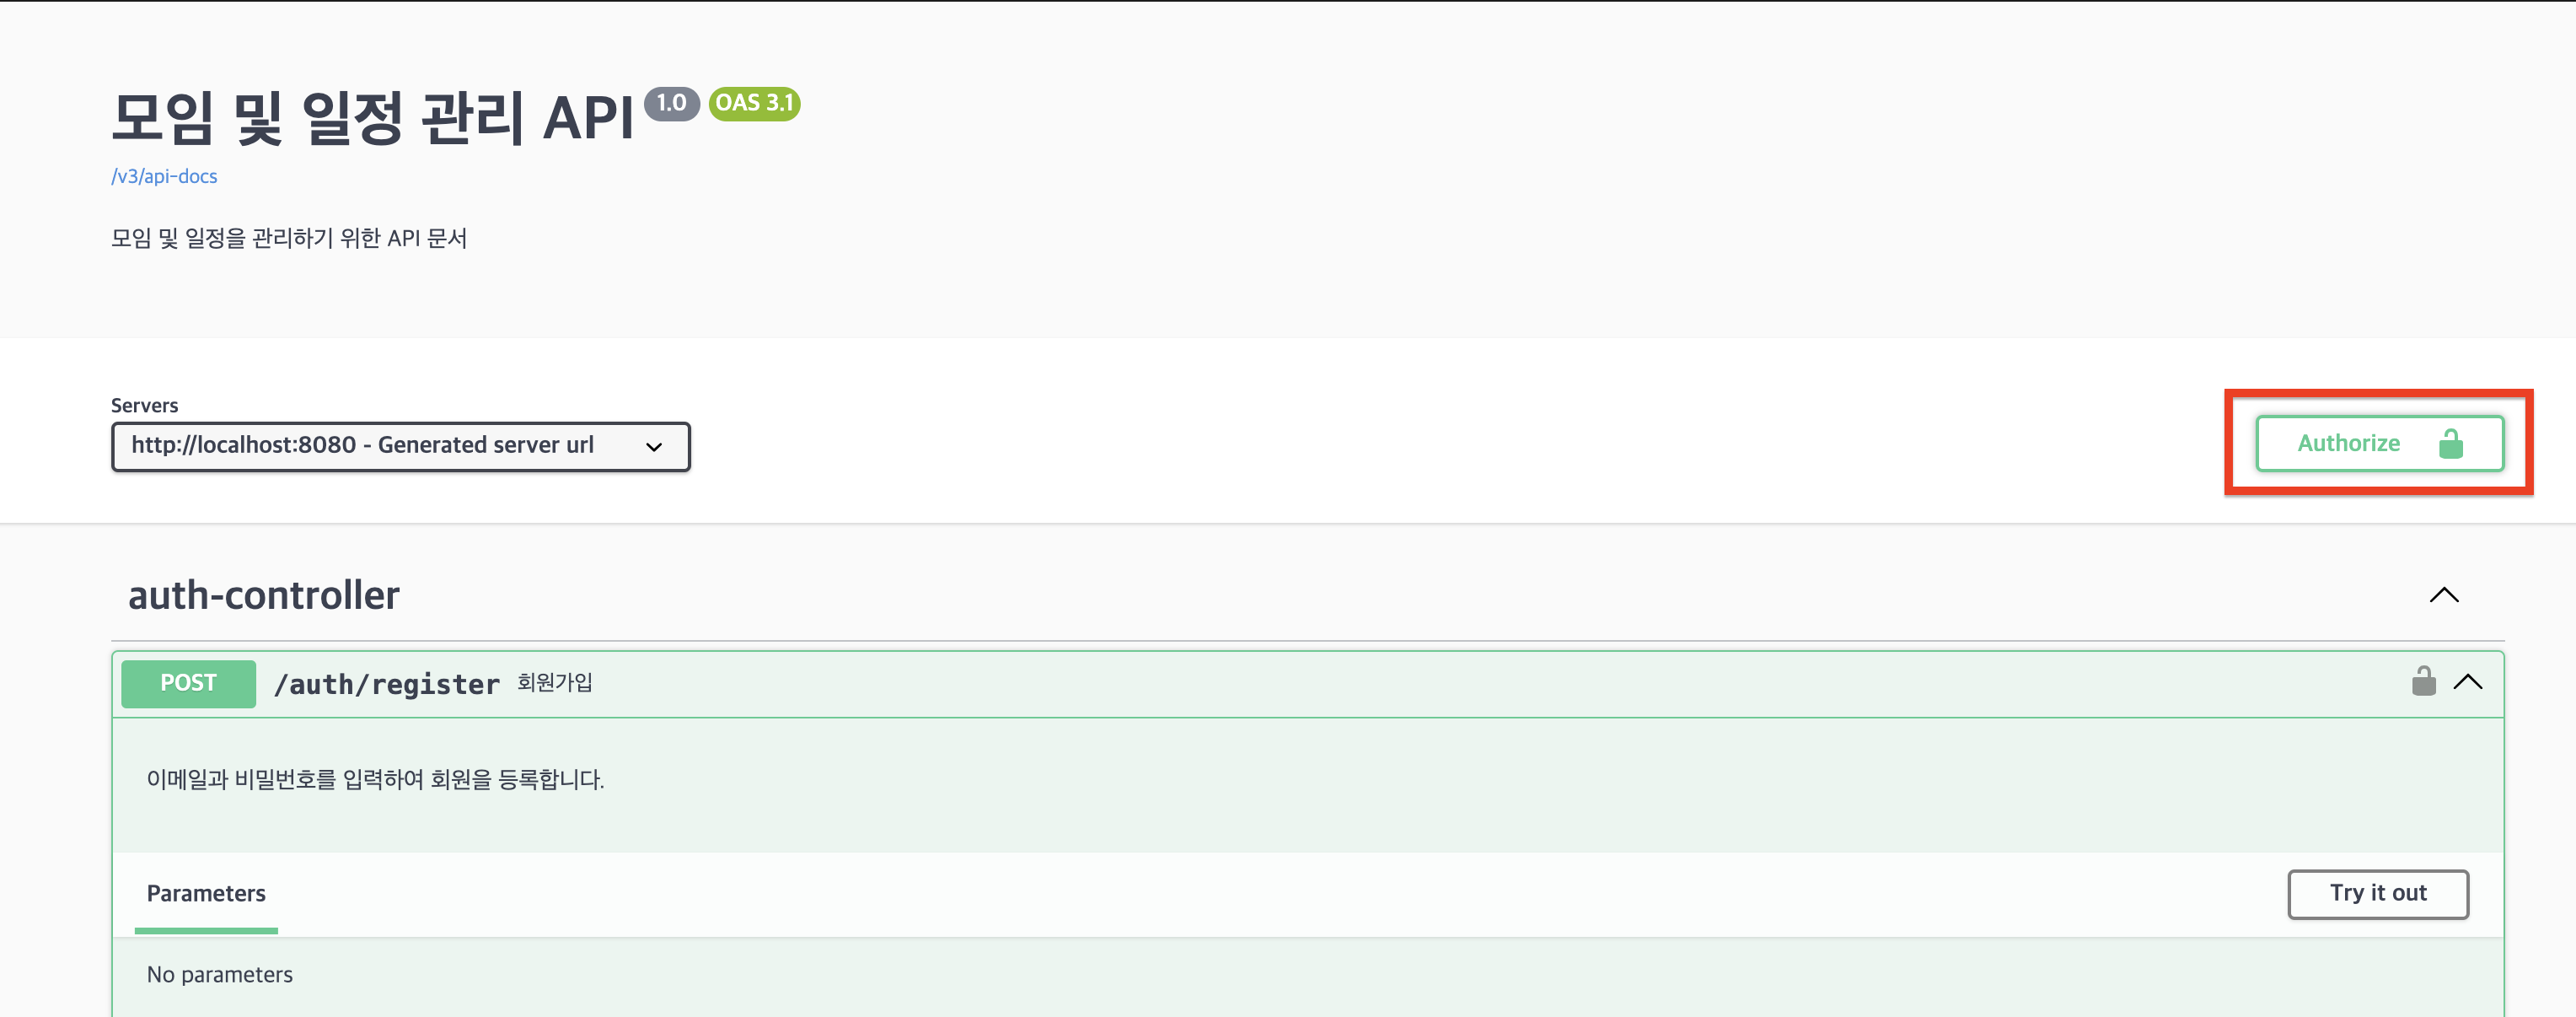 모임 및 일정 관리 API 1.0 OAS 3.1
/v3/api-docs
모임 및 일정을 관리하기 위한 API 문서
Servers
http://localhost:8080 - Generated server url
Authorize
auth-controller
POST /auth/register 회원가입
이메일과 비밀번호를 입력하여 회원을 등록합니다.
Parameters
Try it out
No parameters